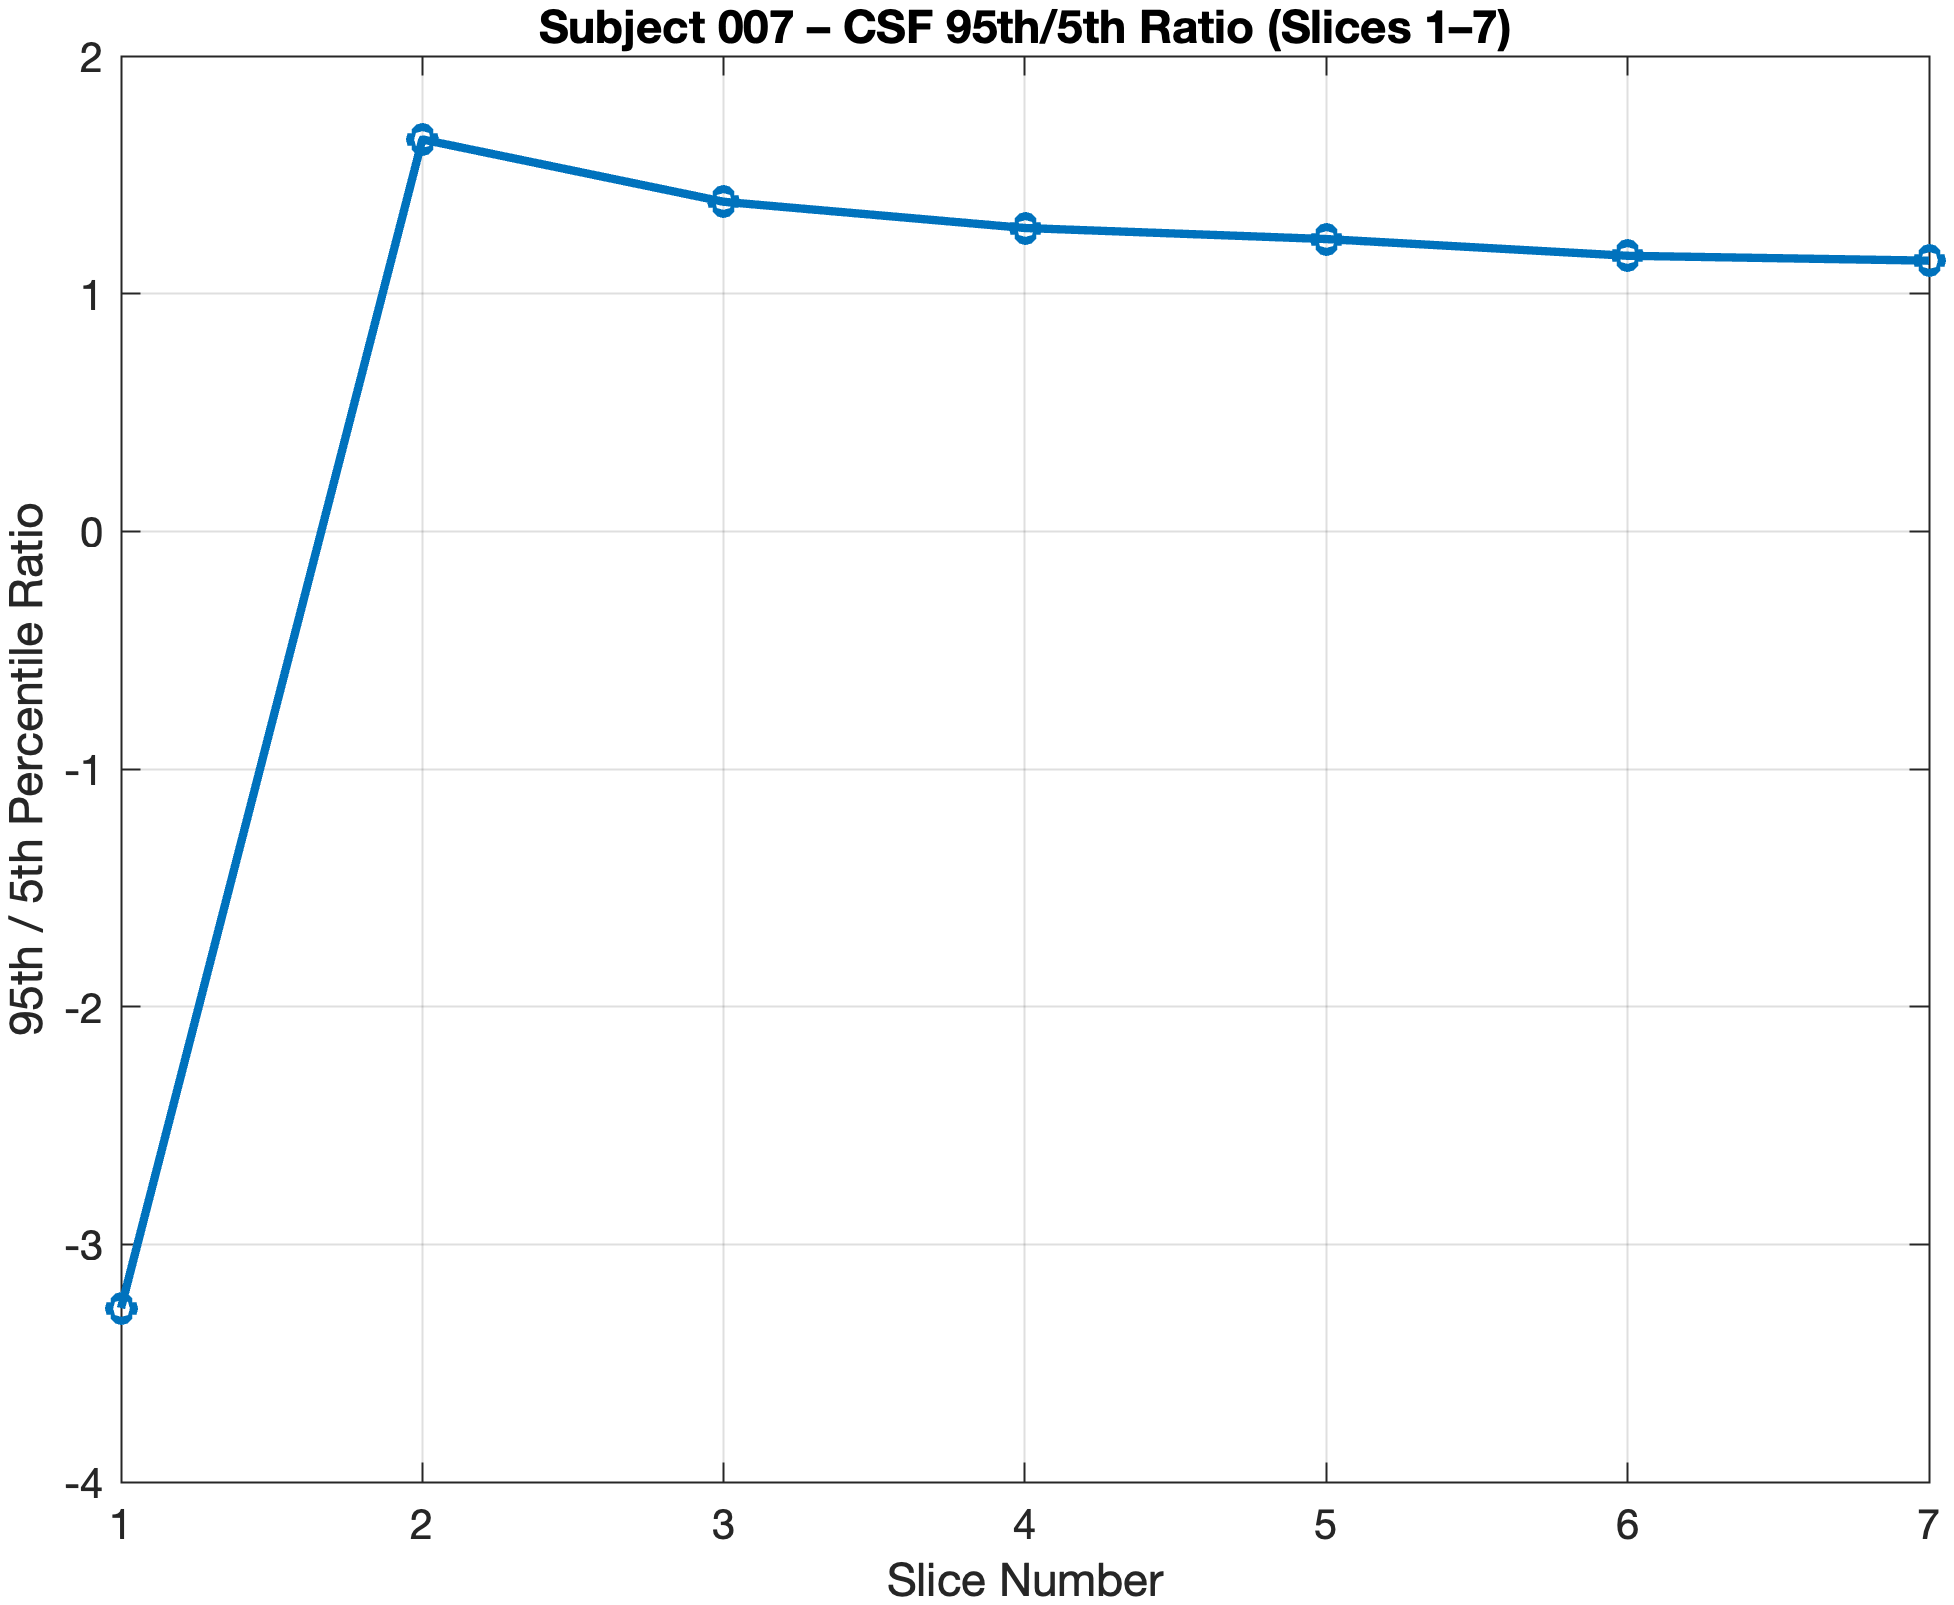 Subject 007 – CSF 95th/5th Ratio (Slices 1–7)
2
1
0
-1
-2
-3
-4
95th / 5th Percentile Ratio
1 2 3 4 5 6 7
Slice Number